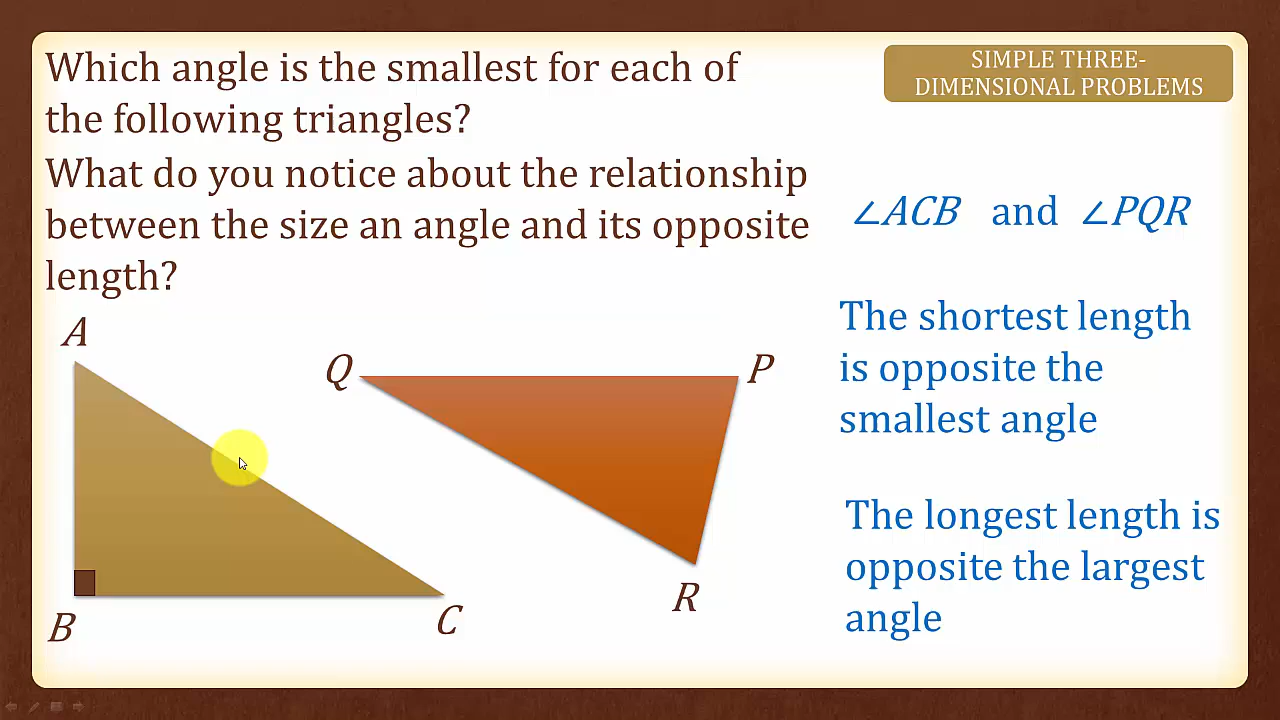 Which angle is the smallest for each of
the following triangles?
What do you notice about the relationship
between the size an angle and its opposite
length?
SIMPLE THREE-
DIMENSIONAL PROBLEMS
∠ACB and ∠PQR
The shortest length
is opposite the
smallest angle
The longest length is
opposite the largest
angle
A
B
C
Q
P
R